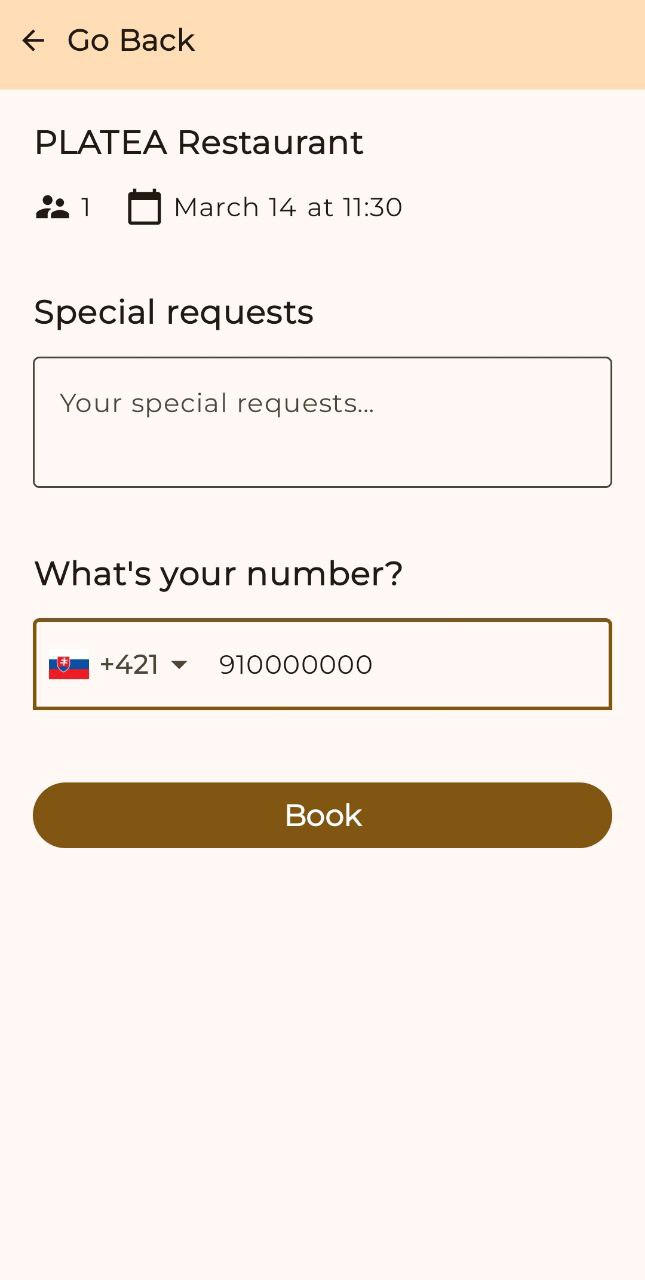 Go Back
PLATEA Restaurant
1 March 14 at 11:30
Special requests
Your special requests...
What's your number?
+421 910000000
Book